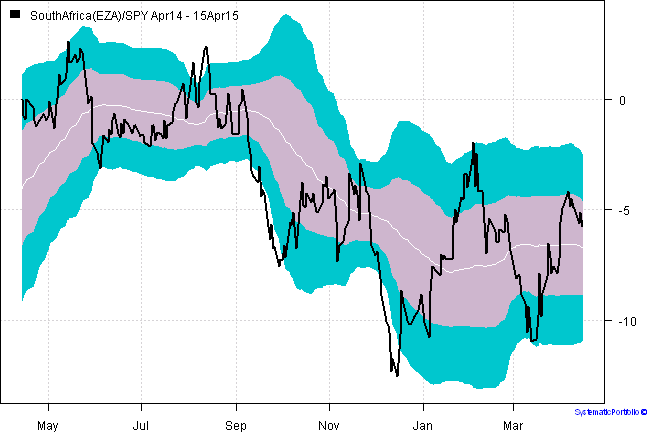 SouthAfrica(EZA)/SPY Apr14 - 15Apr15
0
-5
-10
May Jul Sep Nov Jan Mar
SystematicPortfolio ©